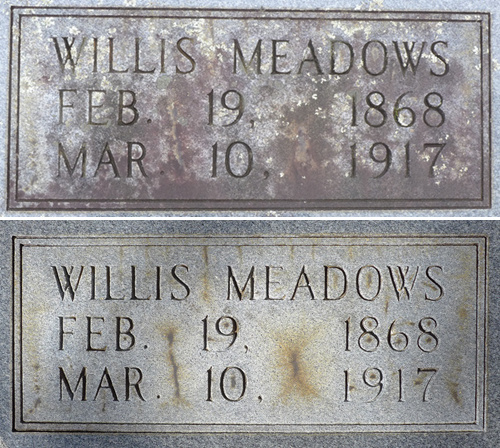 WILLIS MEADOWS
FEB. 19, 1868
MAR. 10, 1917
WILLIS MEADOWS
FEB. 19, 1868
MAR. 10, 1917